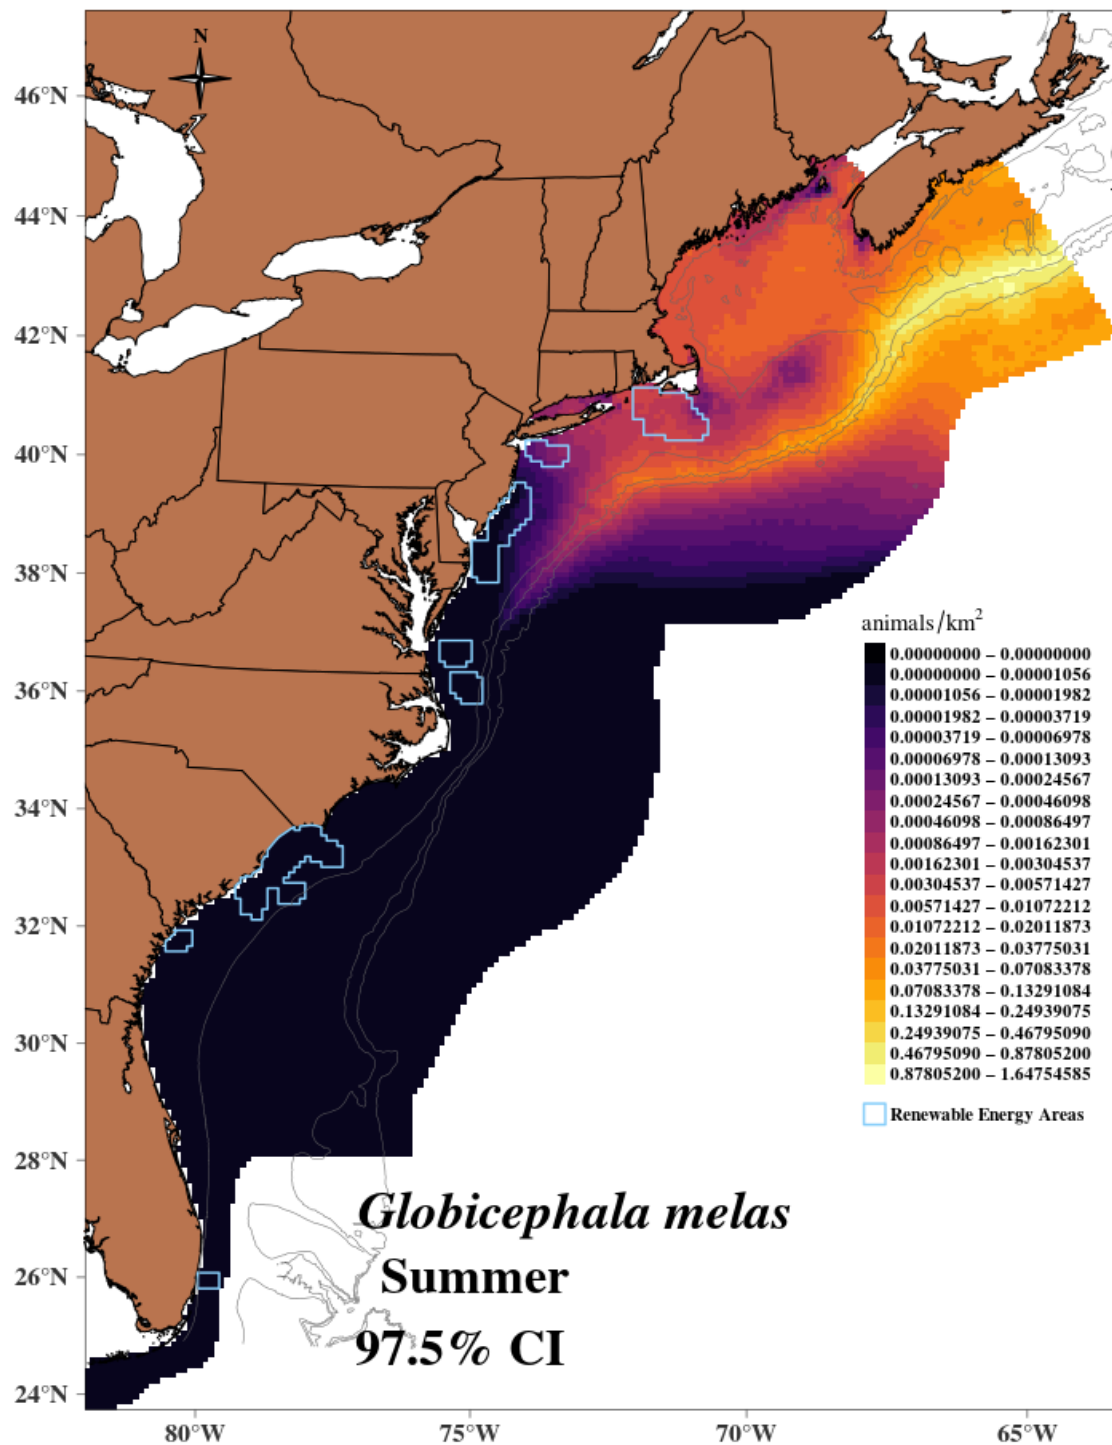 N
46°N
44°N
42°N
40°N
38°N
36°N
34°N
32°N
30°N
28°N
26°N
24°N
80°W
75°W
70°W
65°W
animals/km²
0.00000000 – 0.00000000
0.00000000 – 0.00001056
0.00001056 – 0.00001982
0.00001982 – 0.00003719
0.00003719 – 0.00006978
0.00006978 – 0.00013093
0.00013093 – 0.00024567
0.00024567 – 0.00046098
0.00046098 – 0.00086497
0.00086497 – 0.00162301
0.00162301 – 0.00304537
0.00304537 – 0.00571427
0.00571427 – 0.01072212
0.01072212 – 0.02011873
0.02011873 – 0.03775031
0.03775031 – 0.07083378
0.07083378 – 0.13291084
0.13291084 – 0.24939075
0.24939075 – 0.46795090
0.46795090 – 0.87805200
0.87805200 – 1.64754585
Renewable Energy Areas
Globicephala melas
Summer
97.5% CI